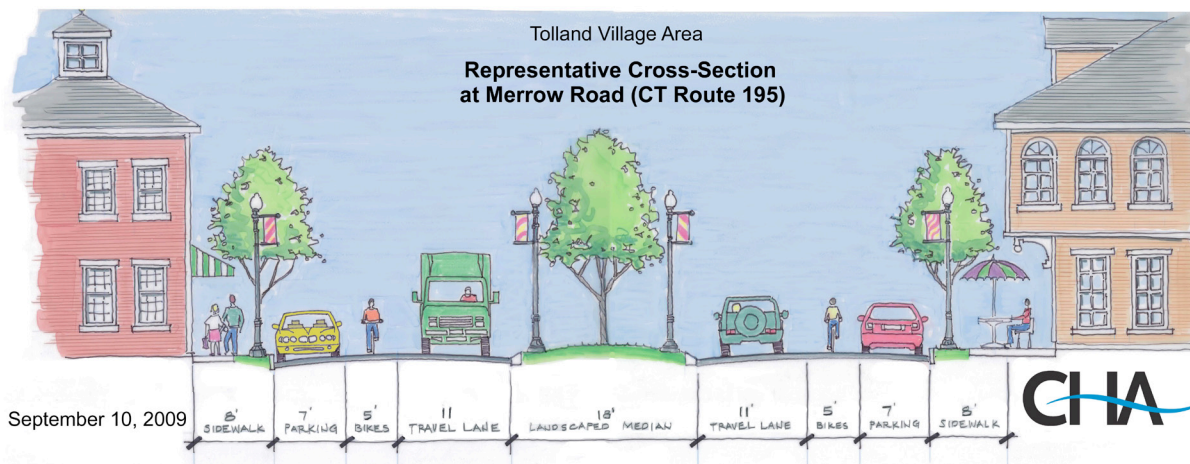 Tolland Village Area
Representative Cross-Section
at Merrow Road (CT Route 195)
September 10, 2009
8' 7' 5' 11 18' 11' 5' 7' 8'
SIDEWALK PARKING BIKES TRAVEL LANE LANDSCAPED MEDIAN TRAVEL LANE BIKES PARKING SIDEWALK
CHA